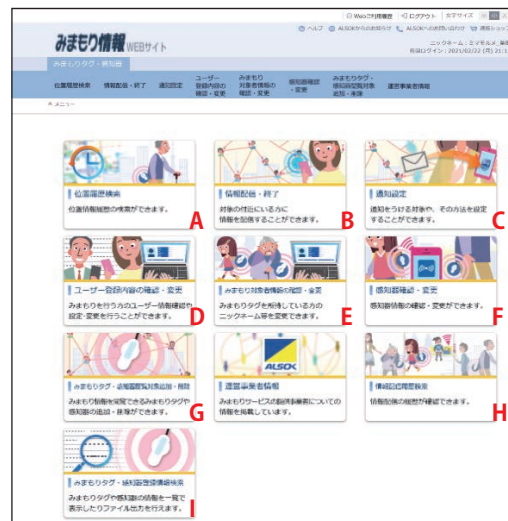 Webご利用履歴 ログアウト 文字サイズ
ヘルプ ALSOKからのお知らせ ALSOKへのお問い合わせ 通販ショップ
みまもり情報 WEBサイト
ニックネーム：ミマモルメ_
前回ログイン：2021/02/22 (月) 21:1
みまもりタグ・感知器
位置履歴検索 情報配信・終了 通知設定 ユーザー登録内容の確認・変更 みまもり対象者情報の確認・変更 感知器確認・変更 みまもりタグ・感知器閲覧対象追加・削除 運営事業者情報
メニュー
位置履歴検索
位置情報履歴の検索ができます。
A
情報配信・終了
対象の付近にいる方に
情報を配信することができます。
B
通知設定
通知をうける対象や、その方法を設定
することができます。
C
ユーザー登録内容の確認・変更
みまもりを行う方のユーザー情報確認や
設定・変更を行うことができます。
D
みまもり対象者情報の確認・変更
みまもりタグを所持している方の
ニックネーム等を変更できます。
E
感知器確認・変更
感知器情報の確認・変更ができます。
F
みまもりタグ・感知器閲覧対象追加・削除
みまもり情報を閲覧できるみまもりタグや
感知器の追加・削除ができます。
G
ALSOK
運営事業者情報
みまもりサービスの提供事業者についての
情報を掲載しています。
情報配信履歴検索
情報配信の履歴が確認できます。
H
みまもりタグ・感知器登録情報検索
みまもりタグや感知器の情報を一覧で
表示したりファイル出力を行えます。
I